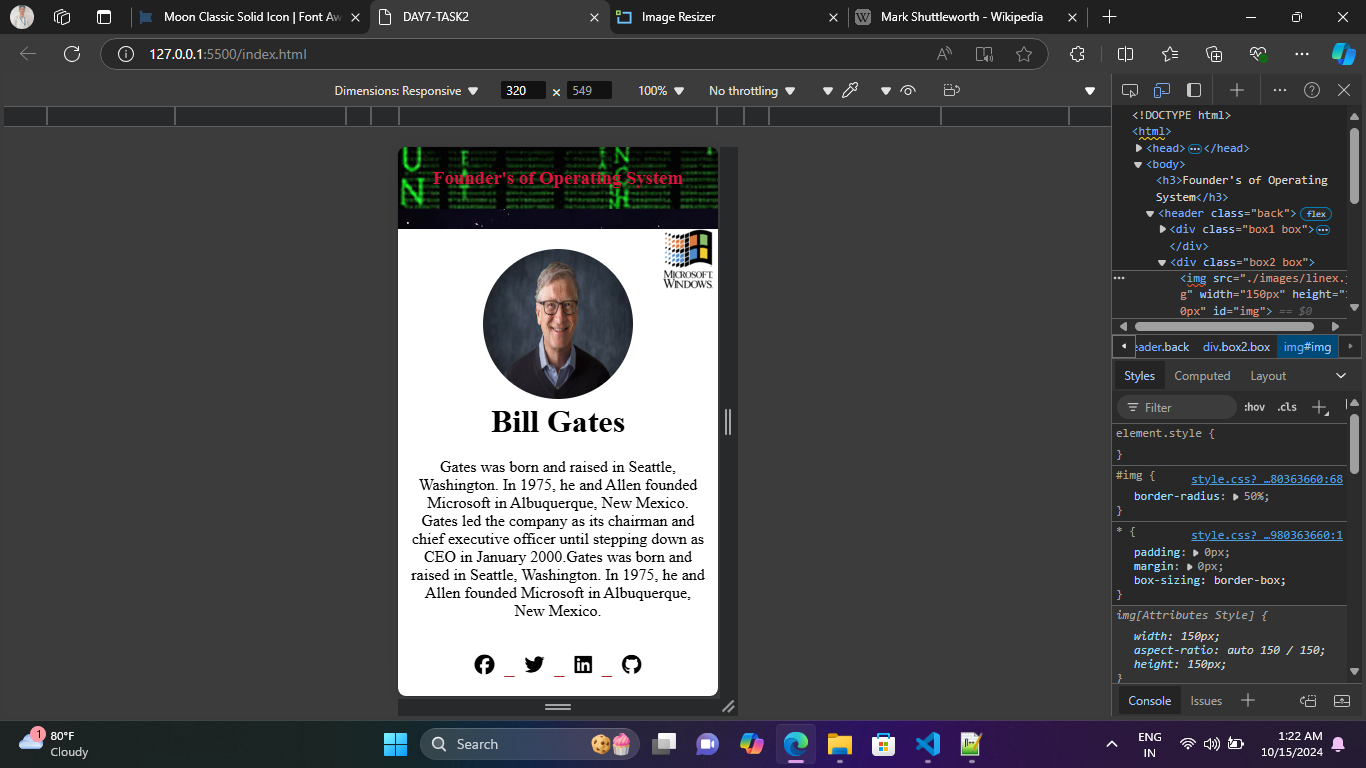 Moon Classic Solid Icon | Font Aw
DAY7-TASK2
Image Resizer
Mark Shuttleworth - Wikipedia
127.0.0.1:5500/index.html
Dimensions: Responsive
320
×
549
100%
No throttling
<!DOCTYPE html>
<html>
<head>
</head>
<body>
<h3>Founder's of Operating
System</h3>
<header class="back">
flex
<div class="box1 box">
</div>
<div class="box2 box">
<img src="./images/linex.j
g" width="150px" height="1
0px" id="img"> == $0
eader.back
div.box2.box
img#img
Styles
Computed
Layout
Filter
:hov
.cls
element.style {
}
#img {
style.css? …80363660:68
border-radius: 50%;
}
* {
style.css? …980363660:1
padding: 0px;
margin: 0px;
box-sizing: border-box;
}
img[Attributes Style] {
width: 150px;
aspect-ratio: auto 150 / 150;
height: 150px;
}
Console
Issues
Founder's of Operating System
MICROSOFT.
WINDOWS.
Bill Gates
Gates was born and raised in Seattle,
Washington. In 1975, he and Allen founded
Microsoft in Albuquerque, New Mexico.
Gates led the company as its chairman and
chief executive officer until stepping down as
CEO in January 2000.Gates was born and
raised in Seattle, Washington. In 1975, he and
Allen founded Microsoft in Albuquerque,
New Mexico.
1
80°F
Cloudy
Search
ENG
IN
1:22 AM
10/15/2024